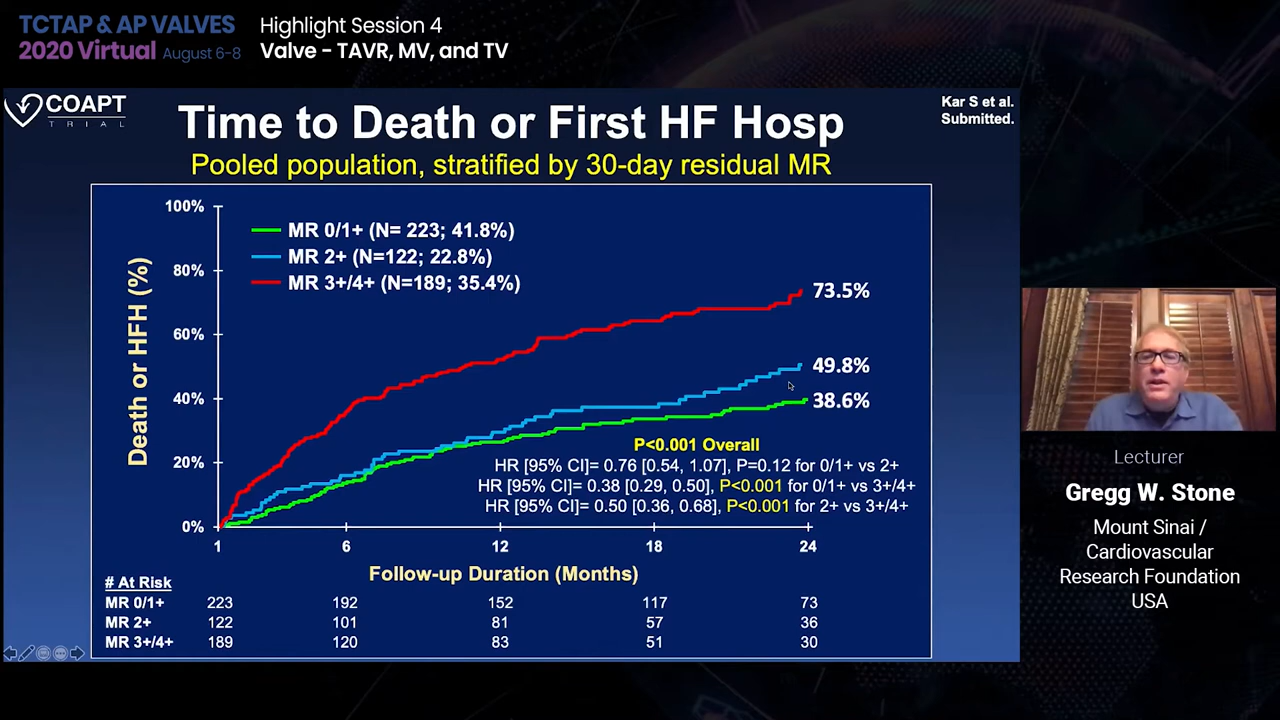 TCTAP & AP VALVES
2020 Virtual August 6-8
Highlight Session 4
Valve - TAVR, MV, and TV
COAPT
TRIAL
Time to Death or First HF Hosp
Kar S et al.
Submitted.
Pooled population, stratified by 30-day residual MR
Death or HFH (%)
100%
80%
60%
40%
20%
0%
MR 0/1+ (N= 223; 41.8%)
MR 2+ (N=122; 22.8%)
MR 3+/4+ (N=189; 35.4%)
73.5%
49.8%
38.6%
P<0.001 Overall
HR [95% CI]= 0.76 [0.54, 1.07], P=0.12 for 0/1+ vs 2+
HR [95% CI]= 0.38 [0.29, 0.50], P<0.001 for 0/1+ vs 3+/4+
HR [95% CI]= 0.50 [0.36, 0.68], P<0.001 for 2+ vs 3+/4+
1 6 12 18 24
Follow-up Duration (Months)
# At Risk
MR 0/1+ 223 192 152 117 73
MR 2+ 122 101 81 57 36
MR 3+/4+ 189 120 83 51 30
Lecturer
Gregg W. Stone
Mount Sinai /
Cardiovascular
Research Foundation
USA